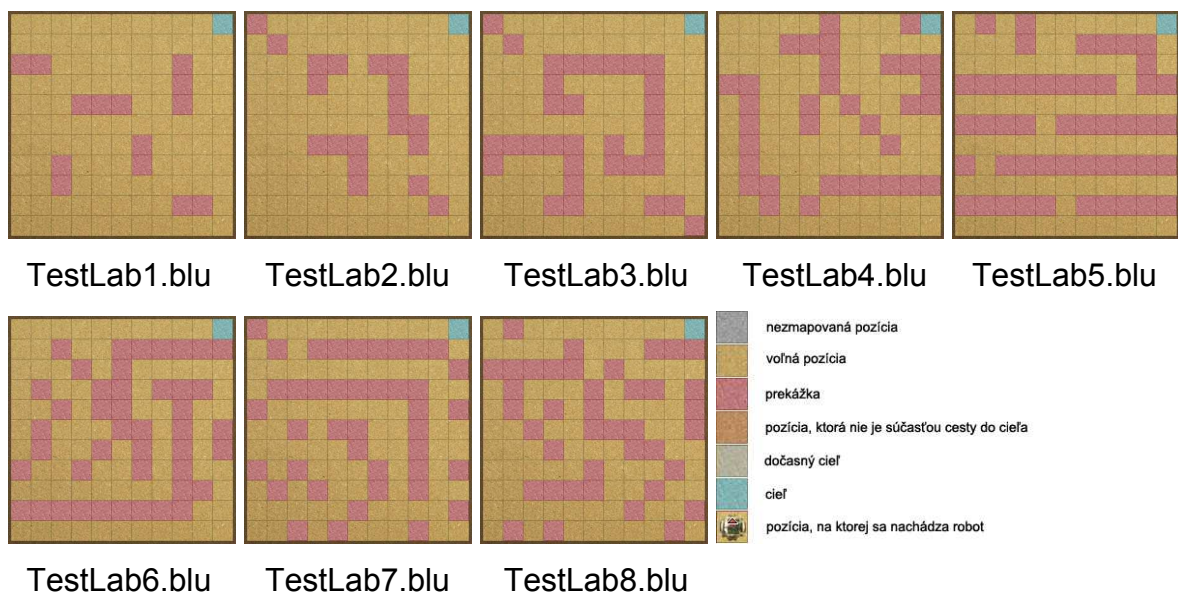 TestLab1.blu
TestLab2.blu
TestLab3.blu
TestLab4.blu
TestLab5.blu
nezmapovaná pozícia
voľná pozícia
prekážka
pozícia, ktorá nie je súčasťou cesty do cieľa
dočasný cieľ
cieľ
pozícia, na ktorej sa nachádza robot
TestLab6.blu
TestLab7.blu
TestLab8.blu